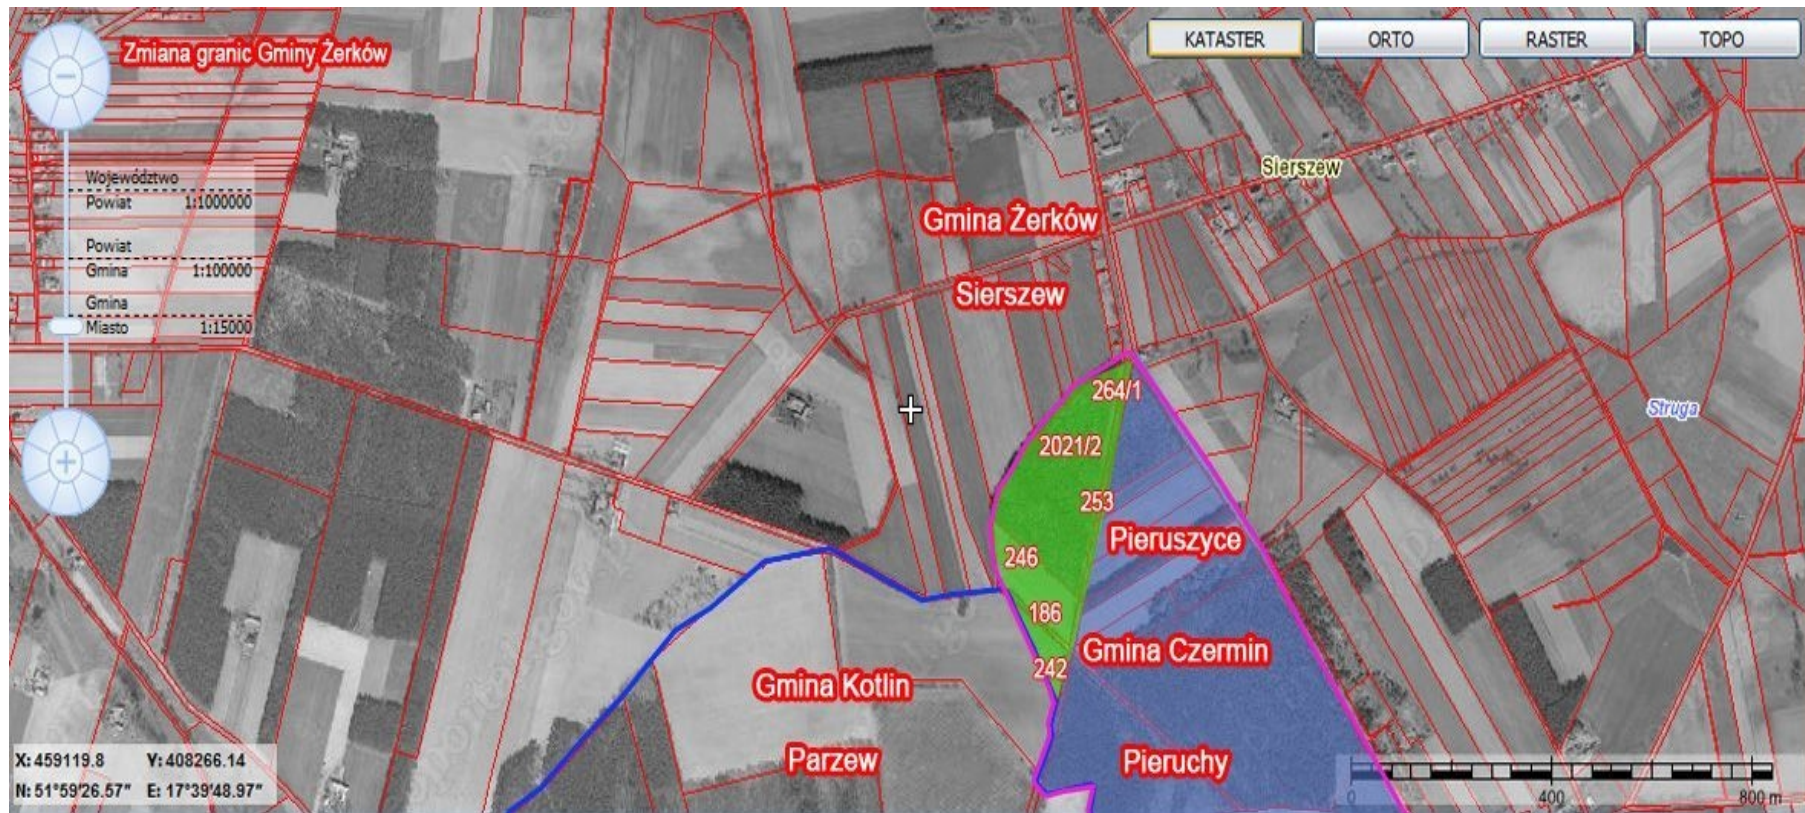 Zmiana granic Gminy Żerków
KATASTER
ORTO
RASTER
TOPO
Województwo
Powiat 1:1000000
Powiat
Gmina 1:100000
Gmina
Miasto 1:15000
Sierszew
Gmina Żerków
Sierszew
264/1
Struga
2021/2
253
Pieruszyce
246
186
Gmina Czermin
242
Gmina Kotlin
Parzew
Pieruchy
X: 459119.8 Y: 408266.14
N: 51°59'26.57" E: 17°39'48.97"
0 400 800 m